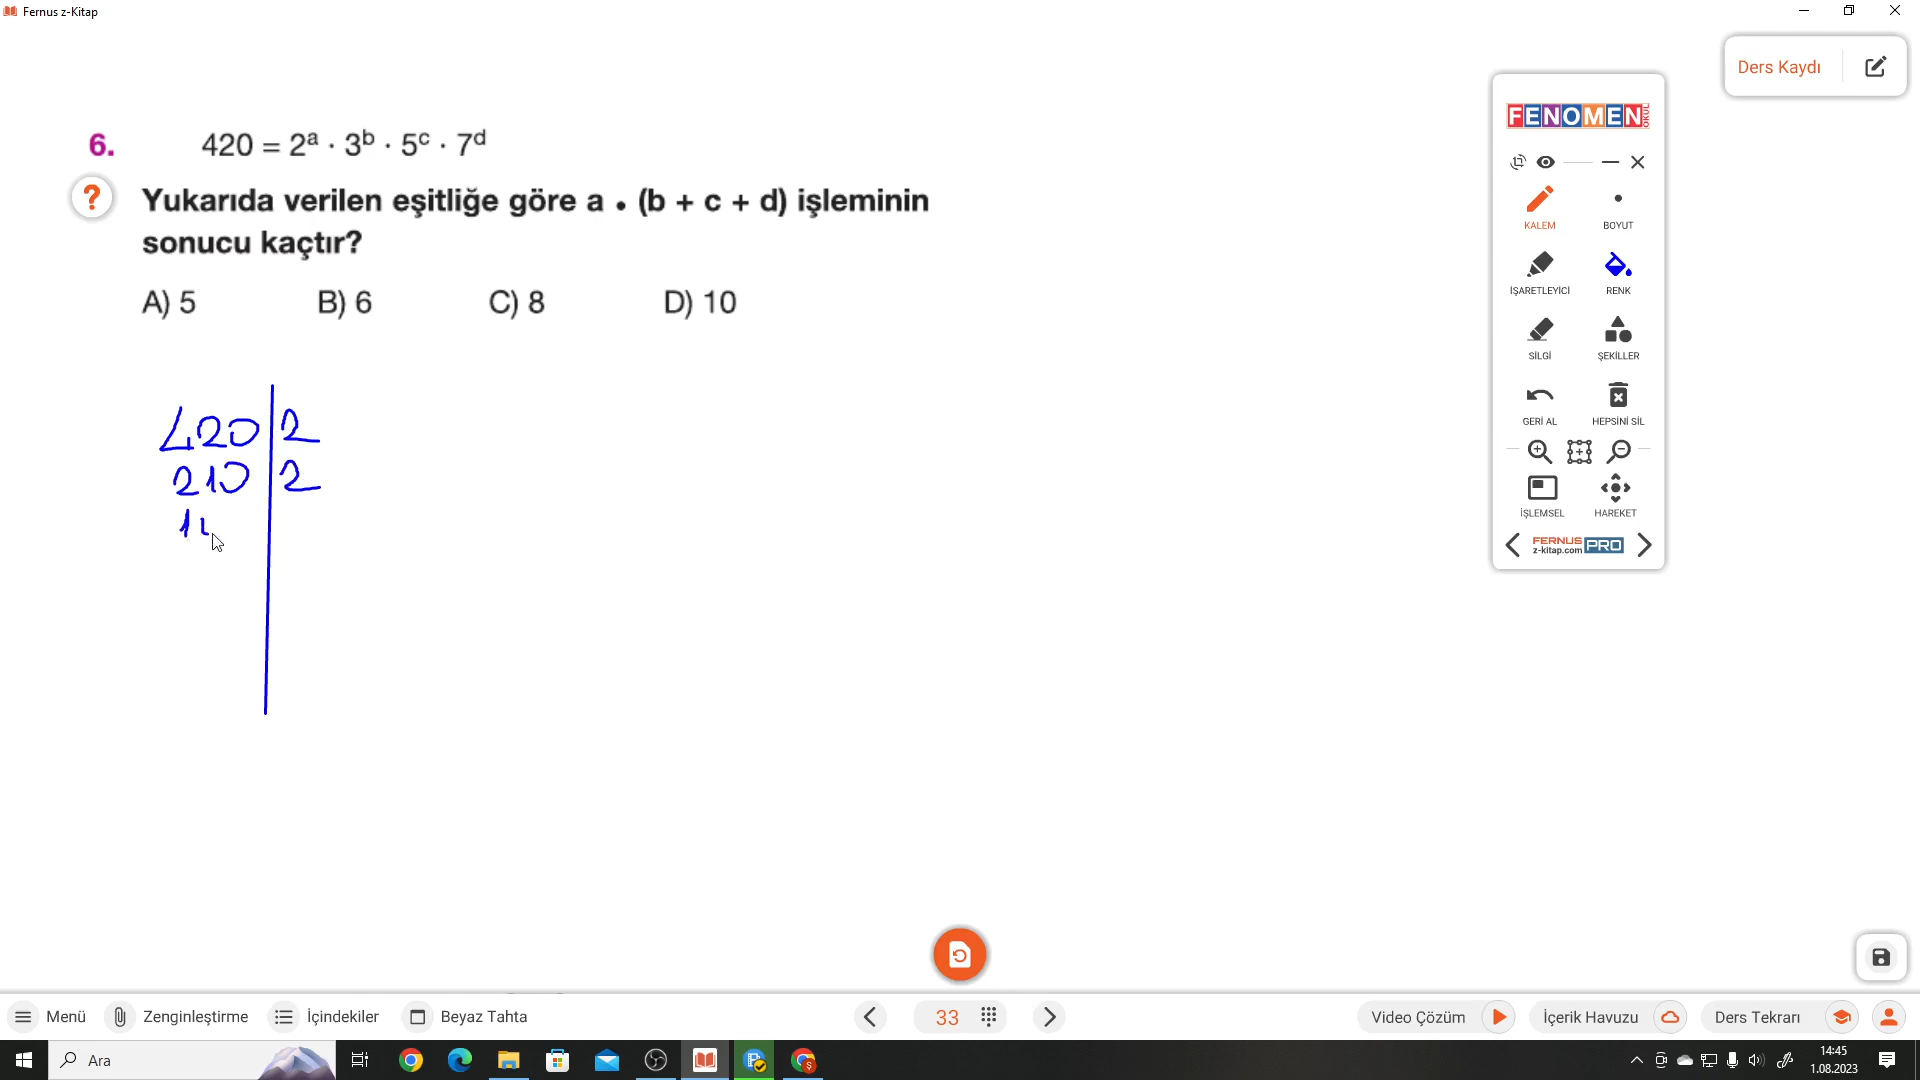 Fernus z-Kitap
Ders Kaydı
FENOMEN OKUL
6. 420 = 2ᵃ · 3ᵇ · 5ᶜ · 7ᵈ
? Yukarıda verilen eşitliğe göre a • (b + c + d) işleminin
sonucu kaçtır?
A) 5 B) 6 C) 8 D) 10
420 2
210 2
1
KALEM BOYUT
İŞARETLEYİCİ RENK
SİLGİ ŞEKİLLER
GERİ AL HEPSİNİ SİL
İŞLEMSEL HAREKET
FERNUS z-kitap.com PRO
Menü Zenginleştirme İçindekiler Beyaz Tahta 33 Video Çözüm İçerik Havuzu Ders Tekrarı
Ara
14:45
1.08.2023